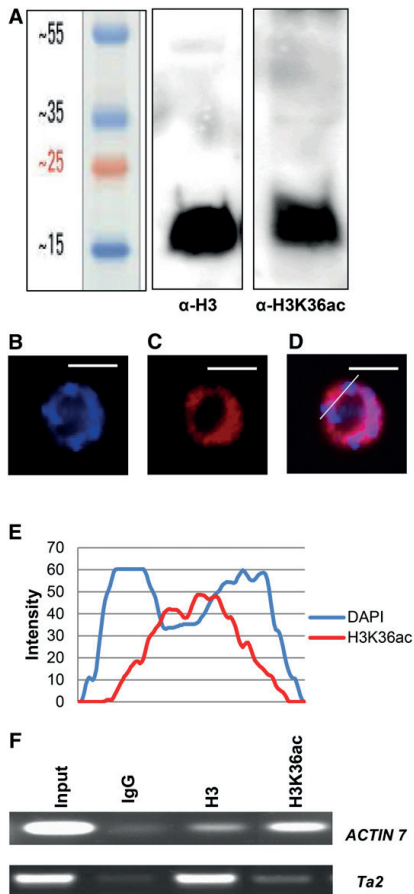 A
~55
~35
~25
~15
α-H3 α-H3K36ac
B C D
E
70
60
50
40
30
20
10
0
Intensity
DAPI
H3K36ac
F
Input IgG H3 H3K36ac
ACTIN 7
Ta2